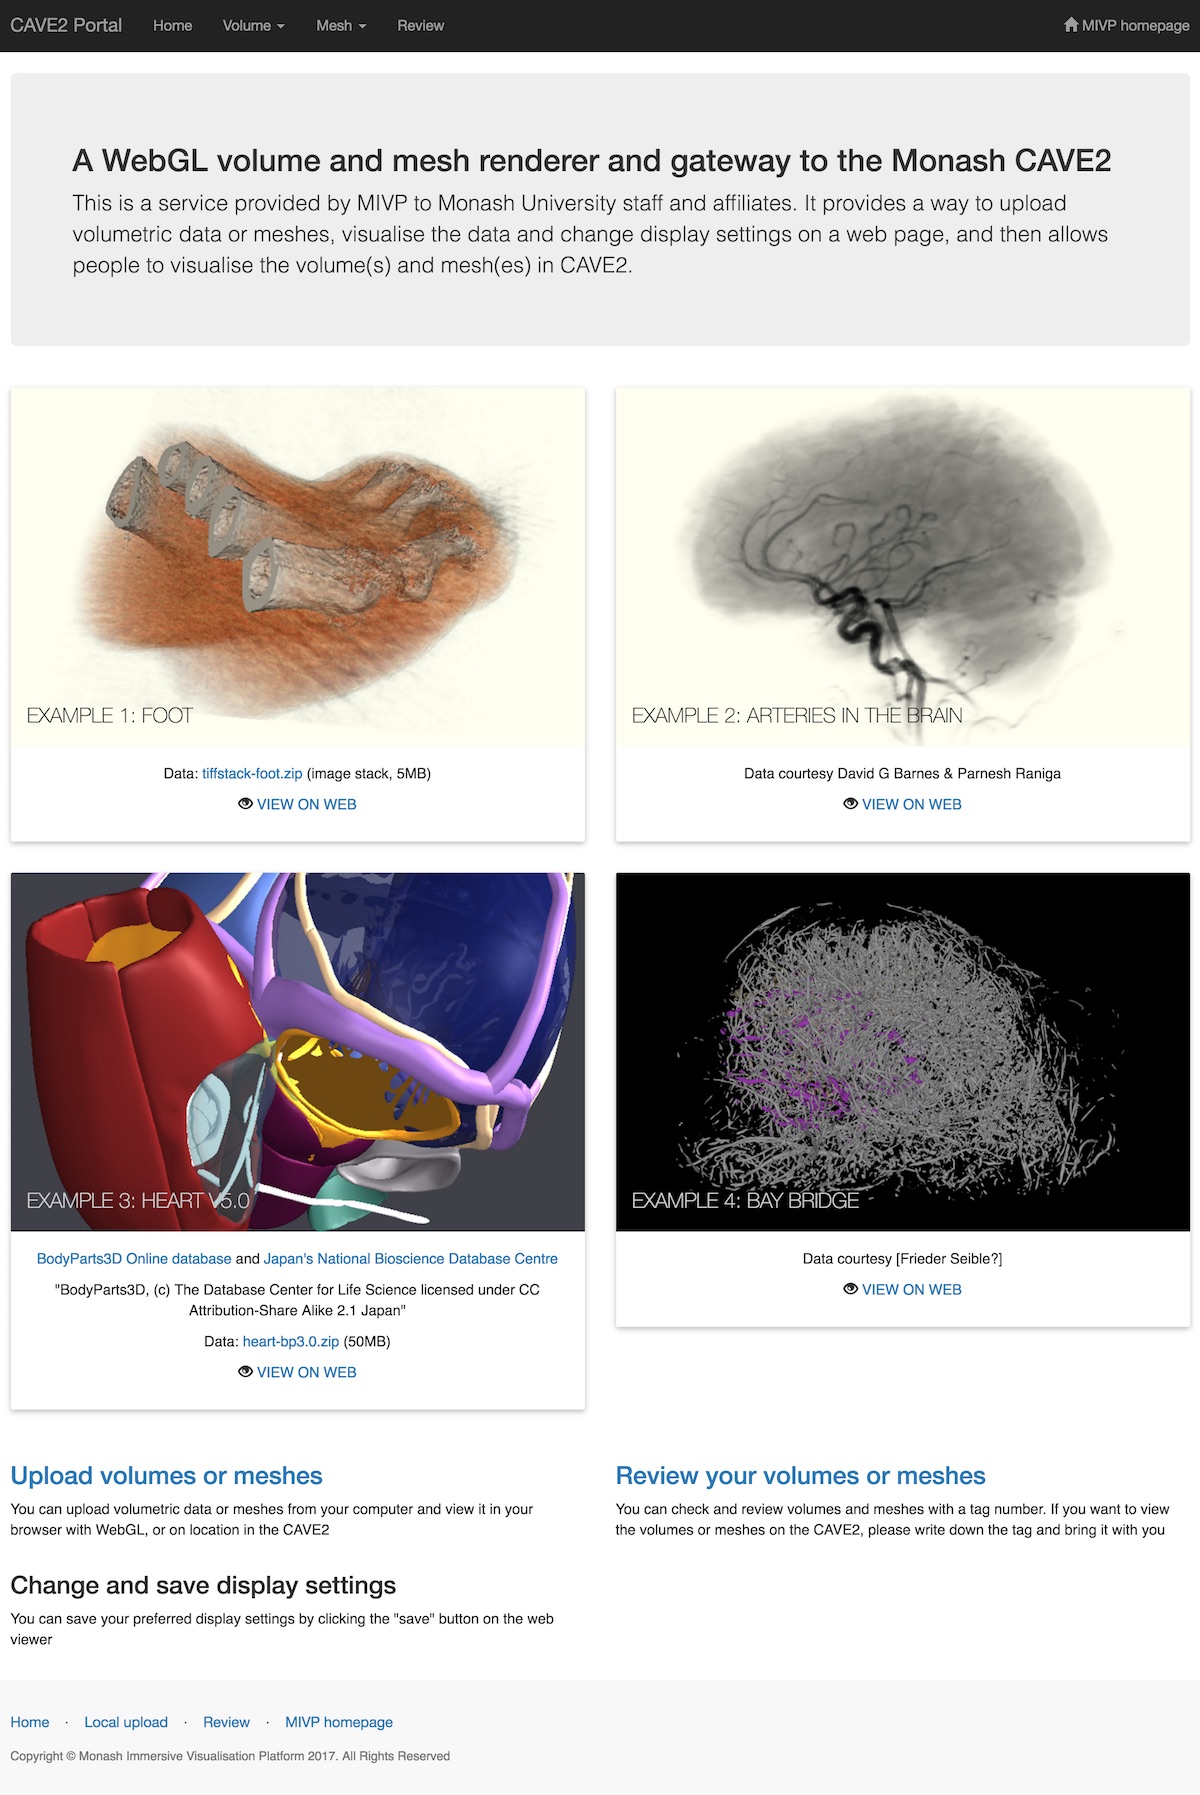 CAVE2 Portal Home Volume Mesh Review MIVP homepage
A WebGL volume and mesh renderer and gateway to the Monash CAVE2
This is a service provided by MIVP to Monash University staff and affiliates. It provides a way to upload
volumetric data or meshes, visualise the data and change display settings on a web page, and then allows
people to visualise the volume(s) and mesh(es) in CAVE2.
EXAMPLE 1: FOOT
Data: tiffstack-foot.zip (image stack, 5MB)
VIEW ON WEB
EXAMPLE 2: ARTERIES IN THE BRAIN
Data courtesy David G Barnes & Parnesh Raniga
VIEW ON WEB
EXAMPLE 3: HEART V5.0
BodyParts3D Online database and Japan's National Bioscience Database Centre
"BodyParts3D, (c) The Database Center for Life Science licensed under CC
Attribution-Share Alike 2.1 Japan"
Data: heart-bp3.0.zip (50MB)
VIEW ON WEB
EXAMPLE 4: BAY BRIDGE
Data courtesy [Frieder Seible?]
VIEW ON WEB
Upload volumes or meshes
You can upload volumetric data or meshes from your computer and view it in your
browser with WebGL, or on location in the CAVE2
Review your volumes or meshes
You can check and review volumes and meshes with a tag number. If you want to view
the volumes or meshes on the CAVE2, please write down the tag and bring it with you
Change and save display settings
You can save your preferred display settings by clicking the "save" button on the web
viewer
Home · Local upload · Review · MIVP homepage
Copyright © Monash Immersive Visualisation Platform 2017. All Rights Reserved